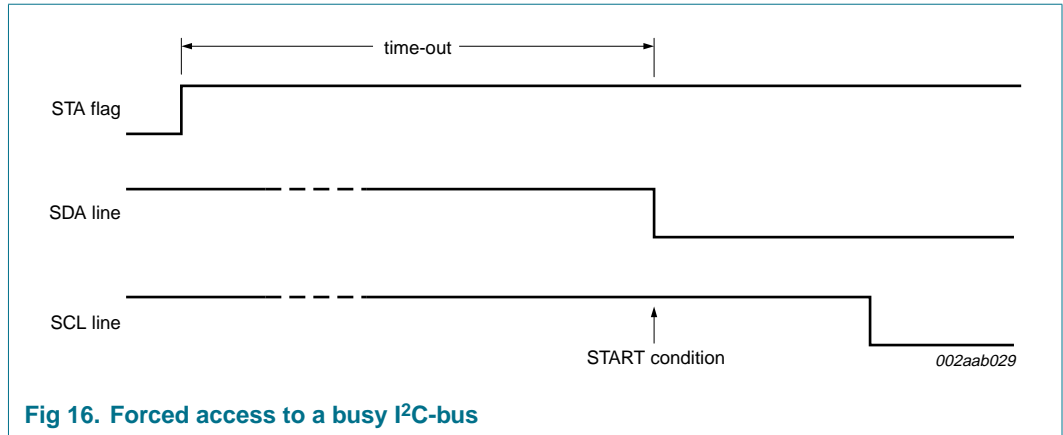 time-out
STA flag
SDA line
SCL line
START condition
002aab029
Fig 16. Forced access to a busy I²C-bus